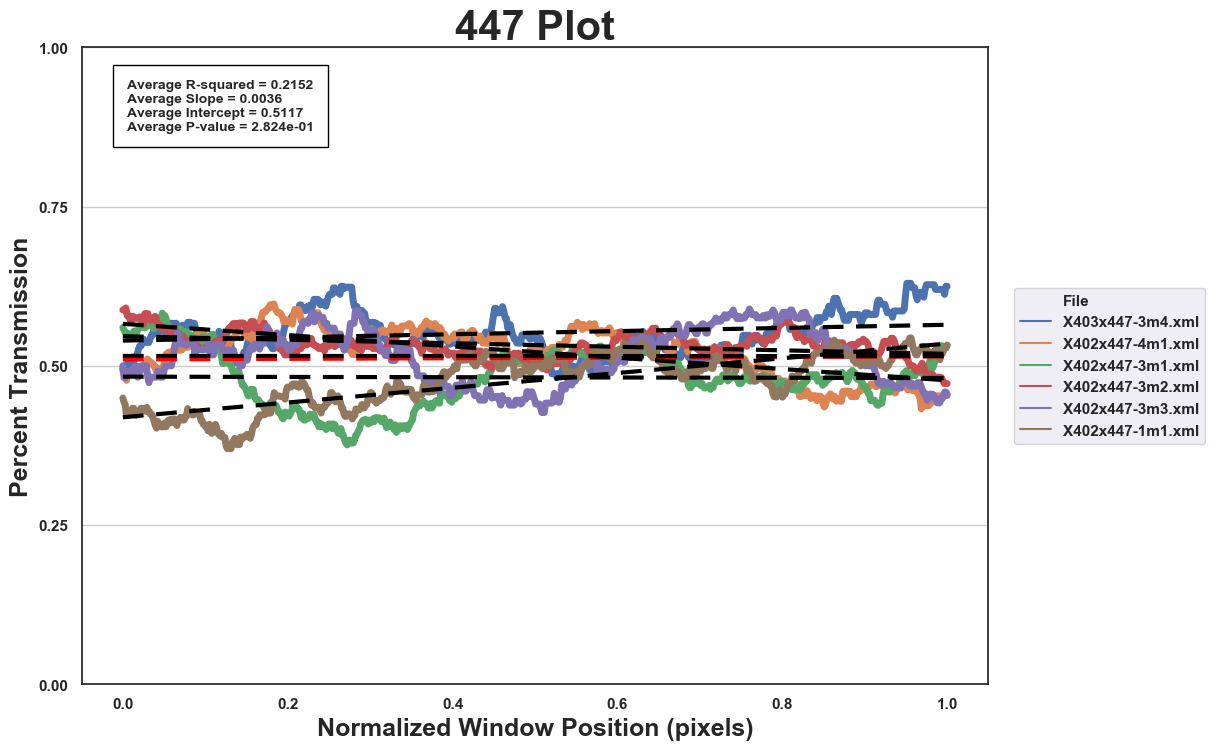 447 Plot
Average R-squared = 0.2152
Average Slope = 0.0036
Average Intercept = 0.5117
Average P-value = 2.824e-01
Percent Transmission
1.00
0.75
0.50
0.25
0.00
0.0 0.2 0.4 0.6 0.8 1.0
Normalized Window Position (pixels)
File
X403x447-3m4.xml
X402x447-4m1.xml
X402x447-3m1.xml
X402x447-3m2.xml
X402x447-3m3.xml
X402x447-1m1.xml